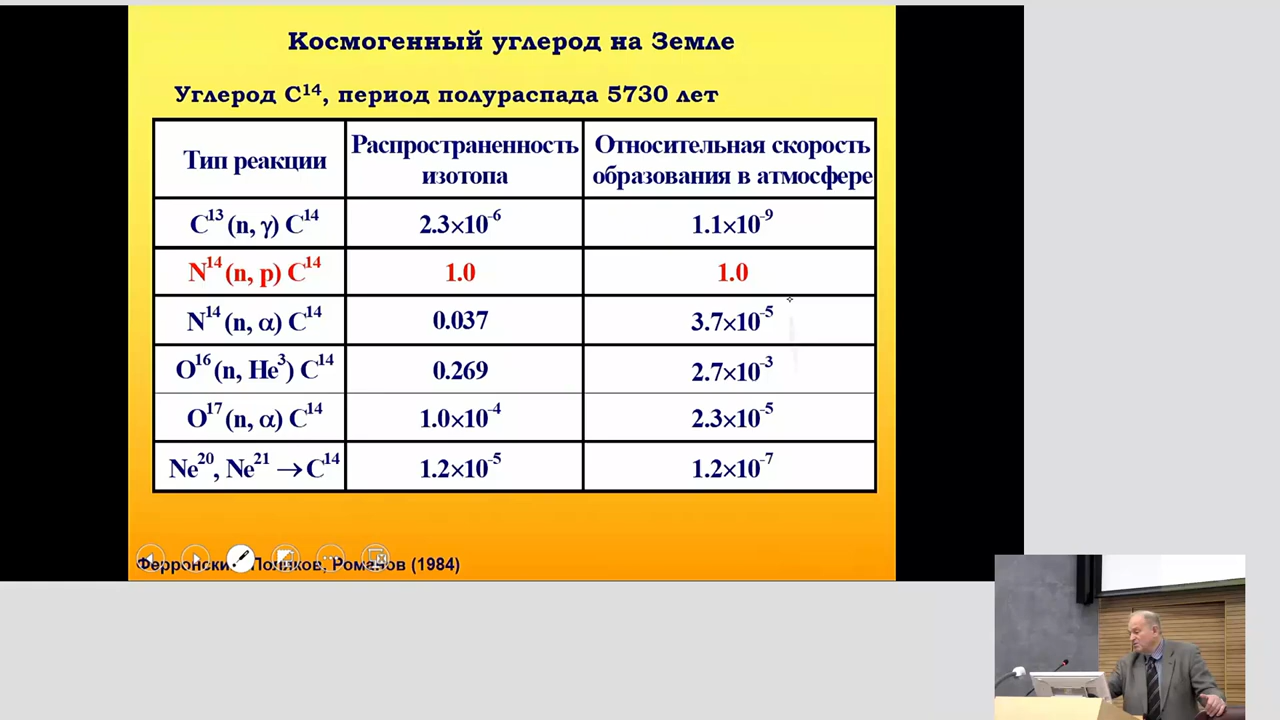 Космогенный углерод на Земле
Углерод C¹⁴, период полураспада 5730 лет
Тип реакции
Распространенность изотопа
Относительная скорость образования в атмосфере
C¹³ (n, γ) C¹⁴ 2.3×10⁻⁶ 1.1×10⁻⁹
N¹⁴ (n, p) C¹⁴ 1.0 1.0
N¹⁴ (n, α) C¹⁴ 0.037 3.7×10⁻⁵
O¹⁶ (n, He³) C¹⁴ 0.269 2.7×10⁻³
O¹⁷ (n, α) C¹⁴ 1.0×10⁻⁴ 2.3×10⁻⁵
Ne²⁰, Ne²¹ → C¹⁴ 1.2×10⁻⁵ 1.2×10⁻⁷
Поляков, Романов (1984)